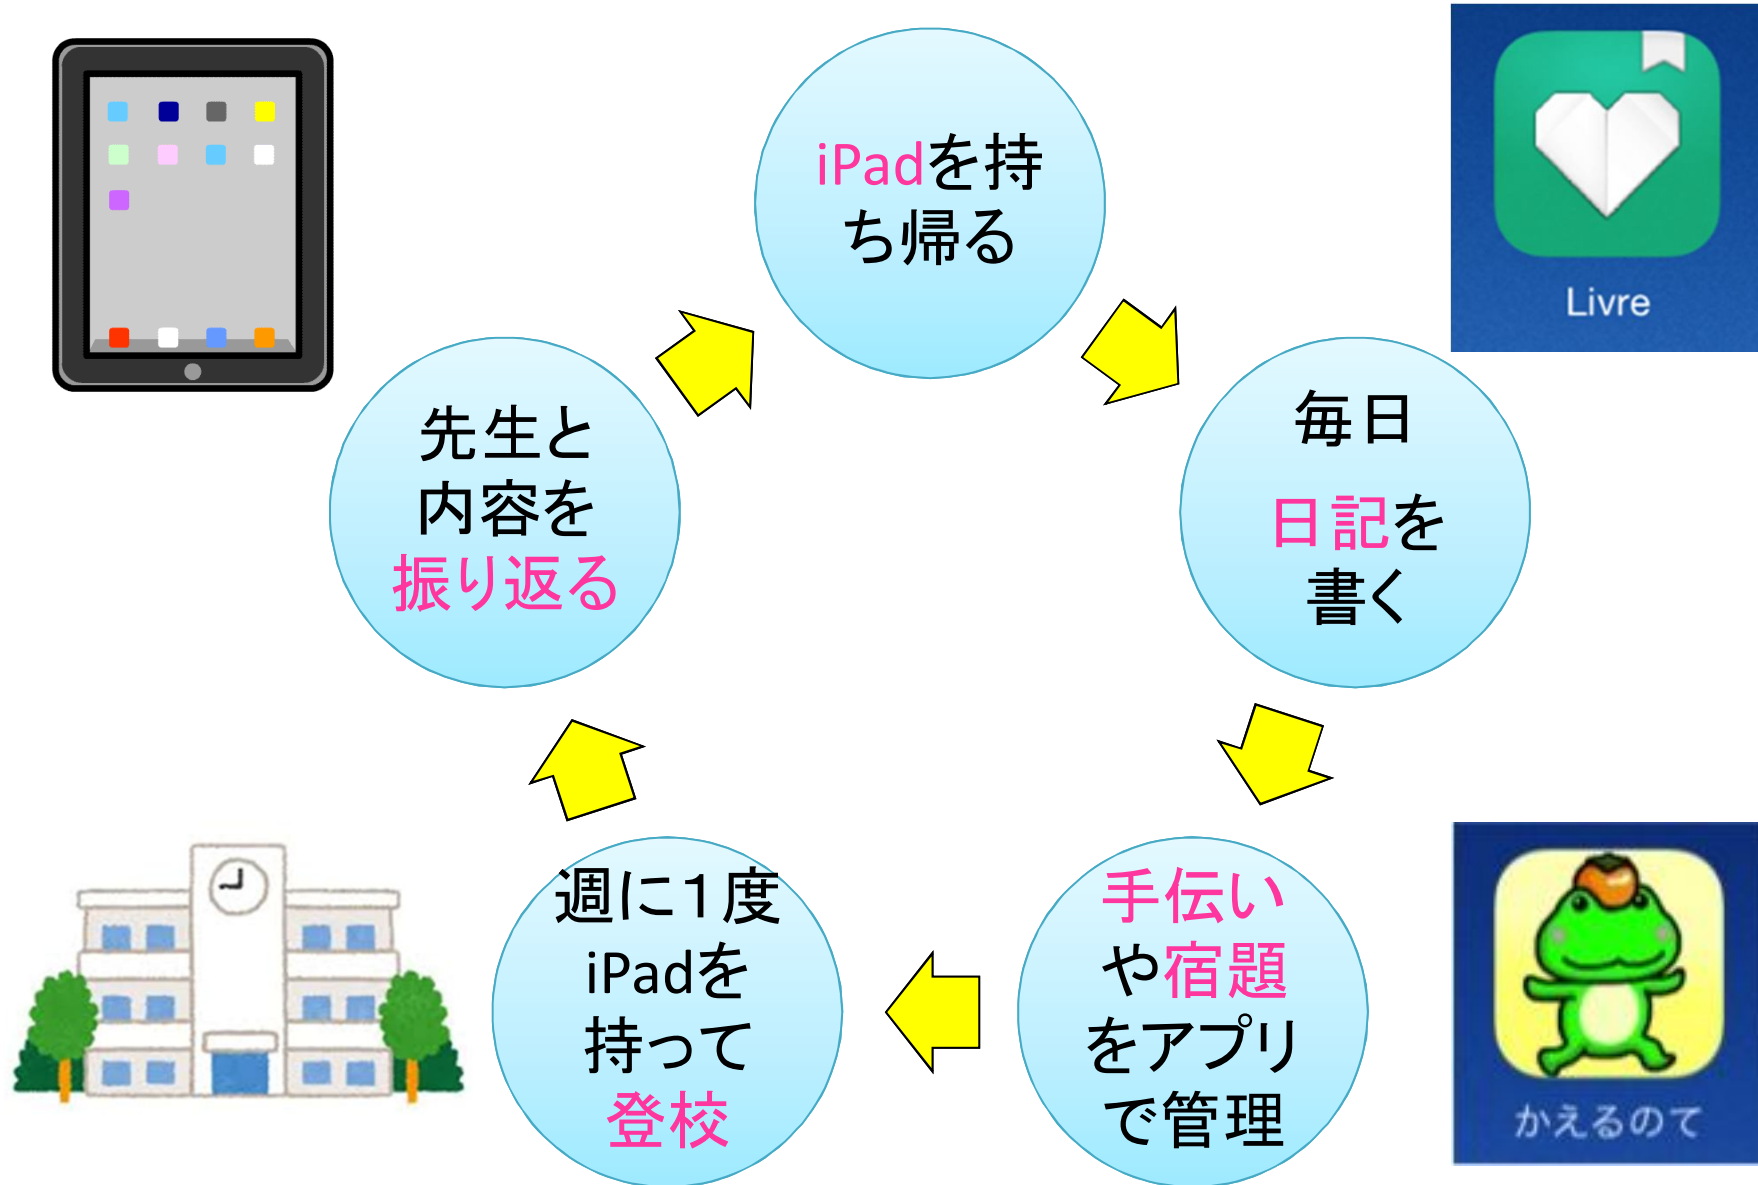 iPadを持
ち帰る
Livre
毎日
日記を
書く
手伝い
や宿題
をアプリ
で管理
かえるのて
週に１度
iPadを
持って
登校
先生と
内容を
振り返る